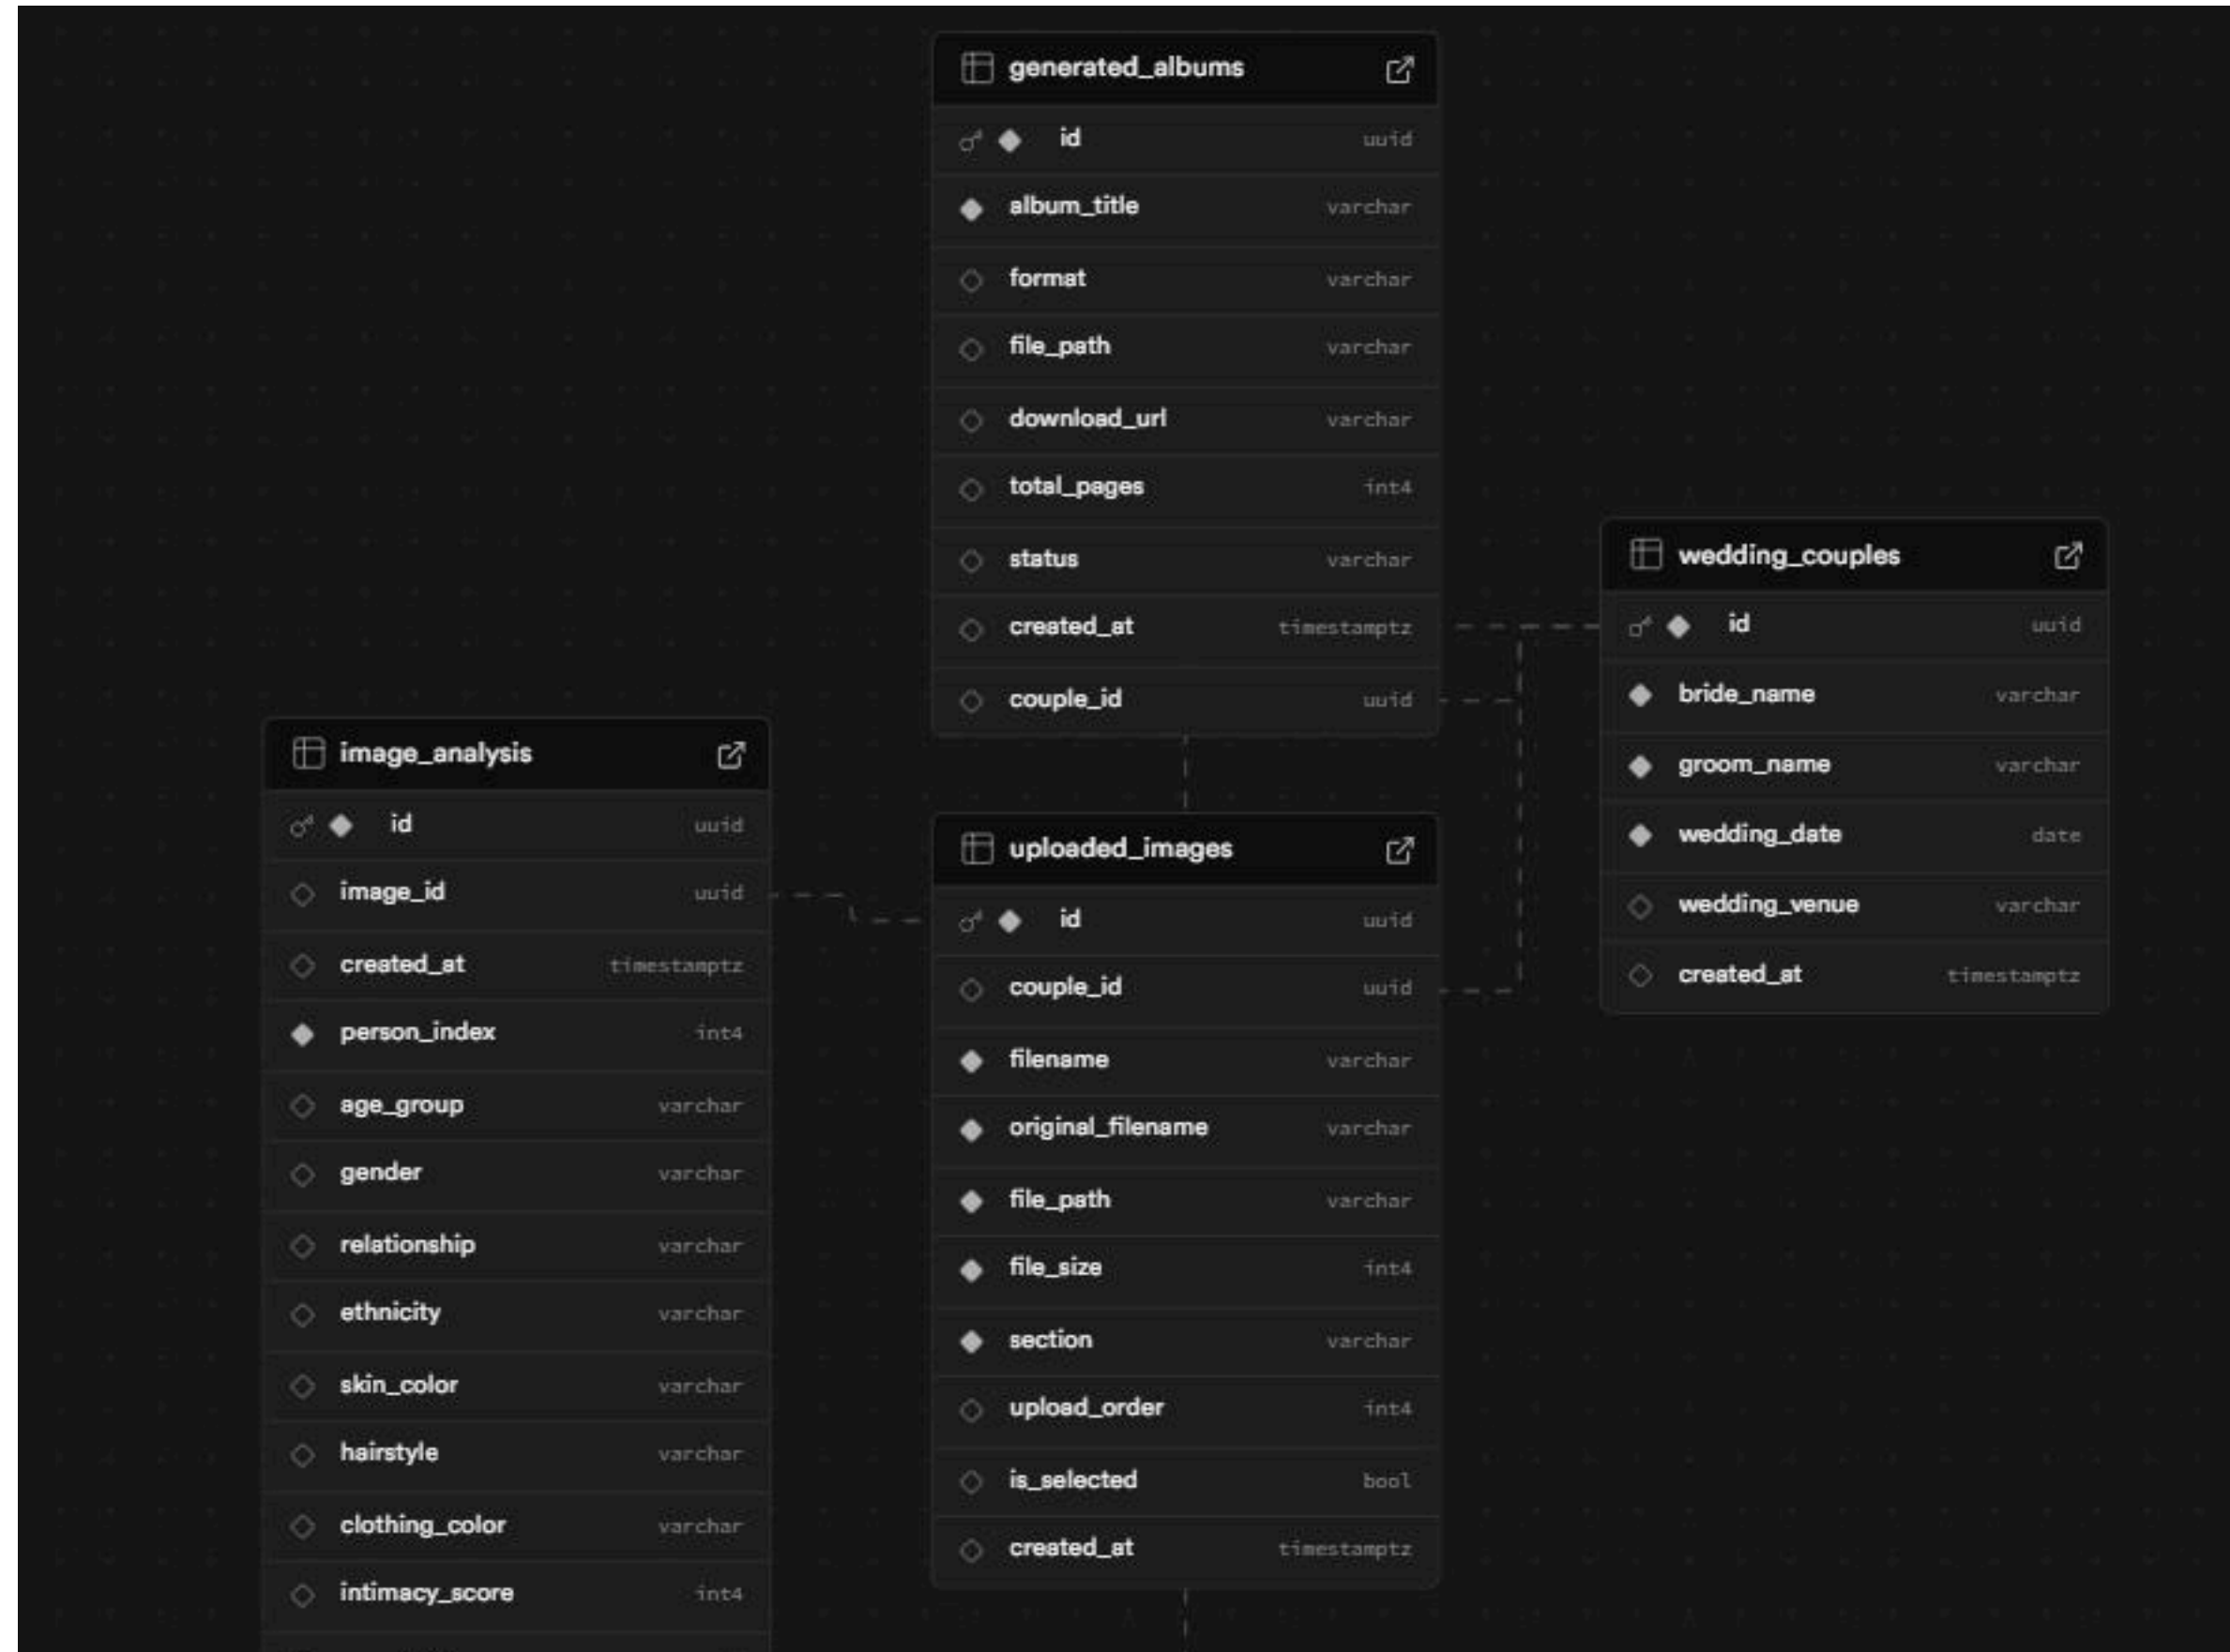 generated_albums
id uuid
album_title varchar
format varchar
file_path varchar
download_url varchar
total_pages int4
status varchar
created_at timestamptz
couple_id uuid
wedding_couples
id uuid
bride_name varchar
groom_name varchar
wedding_date date
wedding_venue varchar
created_at timestamptz
image_analysis
id uuid
image_id uuid
created_at timestamptz
person_index int4
age_group varchar
gender varchar
relationship varchar
ethnicity varchar
skin_color varchar
hairstyle varchar
clothing_color varchar
intimacy_score int4
uploaded_images
id uuid
couple_id uuid
filename varchar
original_filename varchar
file_path varchar
file_size int4
section varchar
upload_order int4
is_selected bool
created_at timestamptz